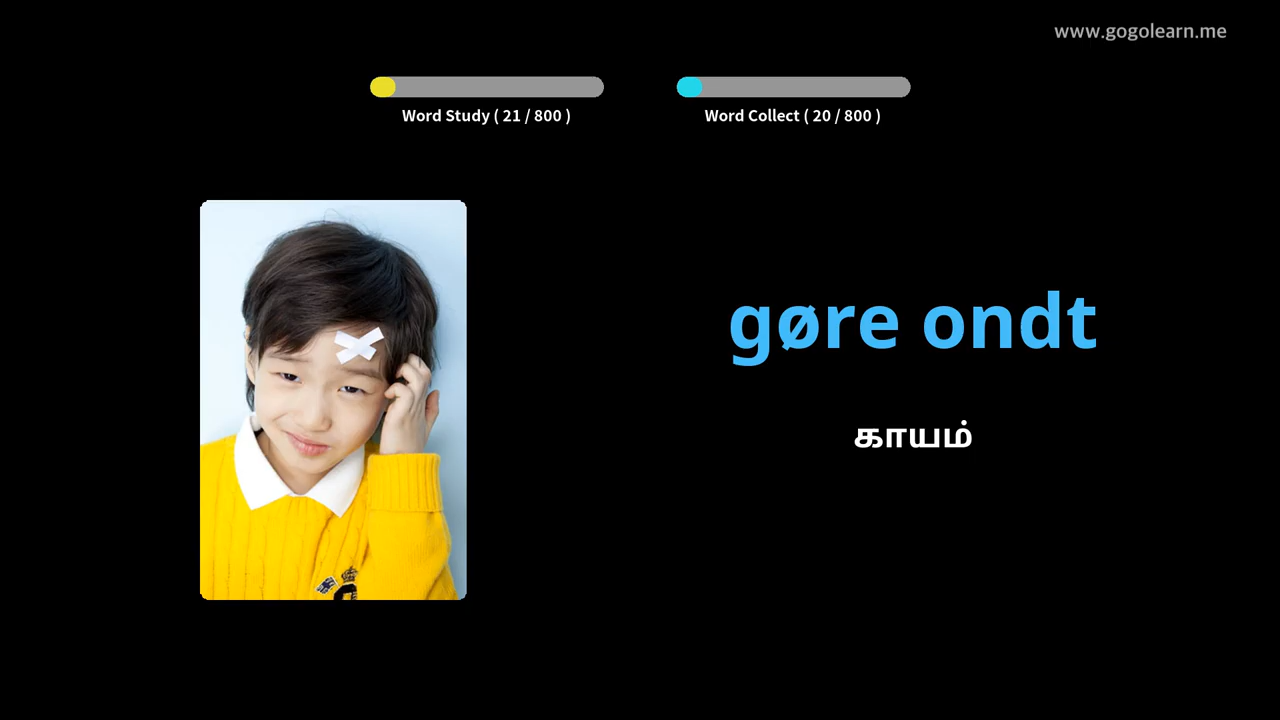 www.gogolearn.me
Word Study ( 21 / 800 )
Word Collect ( 20 / 800 )
gøre ondt
காயம்